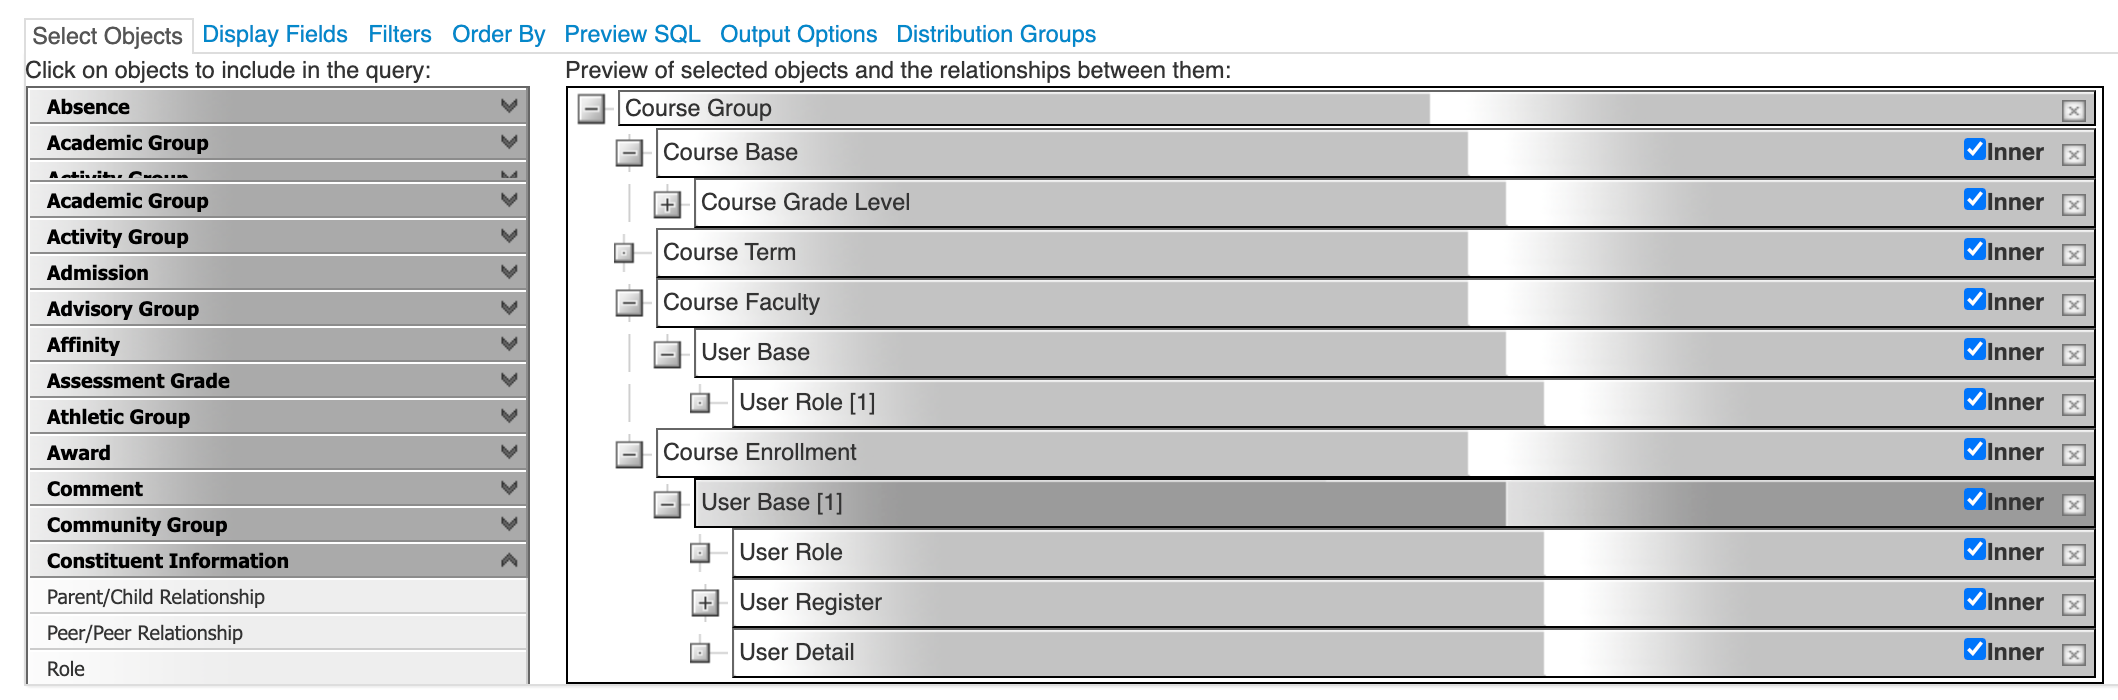 Select Objects Display Fields Filters Order By Preview SQL Output Options Distribution Groups
Click on objects to include in the query:
Absence
Academic Group
Activity Group
Academic Group
Activity Group
Admission
Advisory Group
Affinity
Assessment Grade
Athletic Group
Award
Comment
Community Group
Constituent Information
Parent/Child Relationship
Peer/Peer Relationship
Role
Preview of selected objects and the relationships between them:
Course Group
Course Base Inner
Course Grade Level Inner
Course Term Inner
Course Faculty Inner
User Base Inner
User Role [1] Inner
Course Enrollment Inner
User Base [1] Inner
User Role Inner
User Register Inner
User Detail Inner